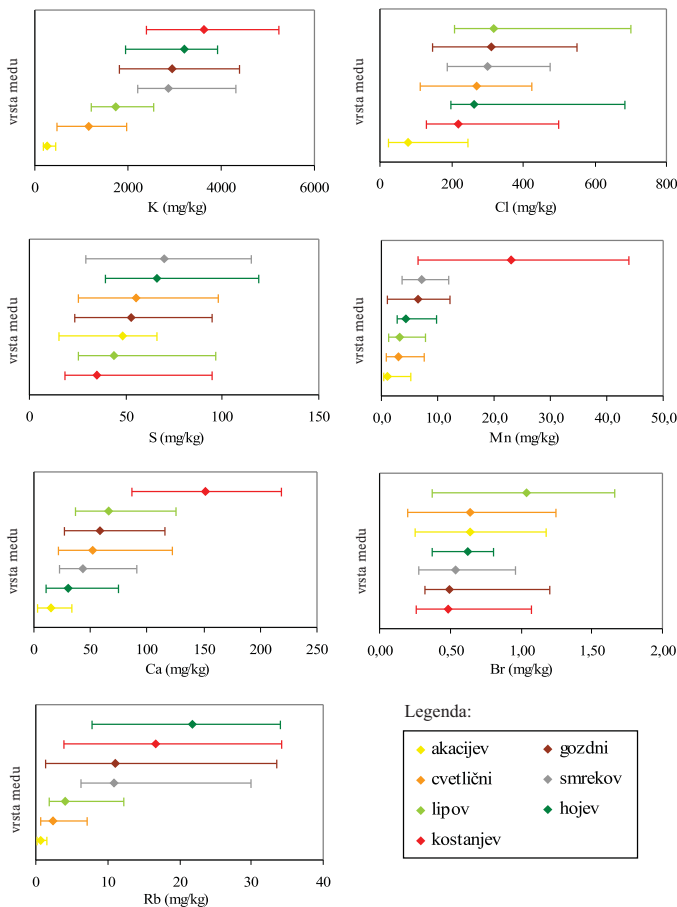 vrsta medu
0 2000 4000 6000
K (mg/kg)
vrsta medu
0 200 400 600 800
Cl (mg/kg)
vrsta medu
0 50 100 150
S (mg/kg)
vrsta medu
0,0 10,0 20,0 30,0 40,0 50,0
Mn (mg/kg)
vrsta medu
0 50 100 150 200 250
Ca (mg/kg)
vrsta medu
0,00 0,50 1,00 1,50 2,00
Br (mg/kg)
vrsta medu
0 10 20 30 40
Rb (mg/kg)
Legenda:
akacijev gozdni
cvetlični smrekov
lipov hojev
kostanjev